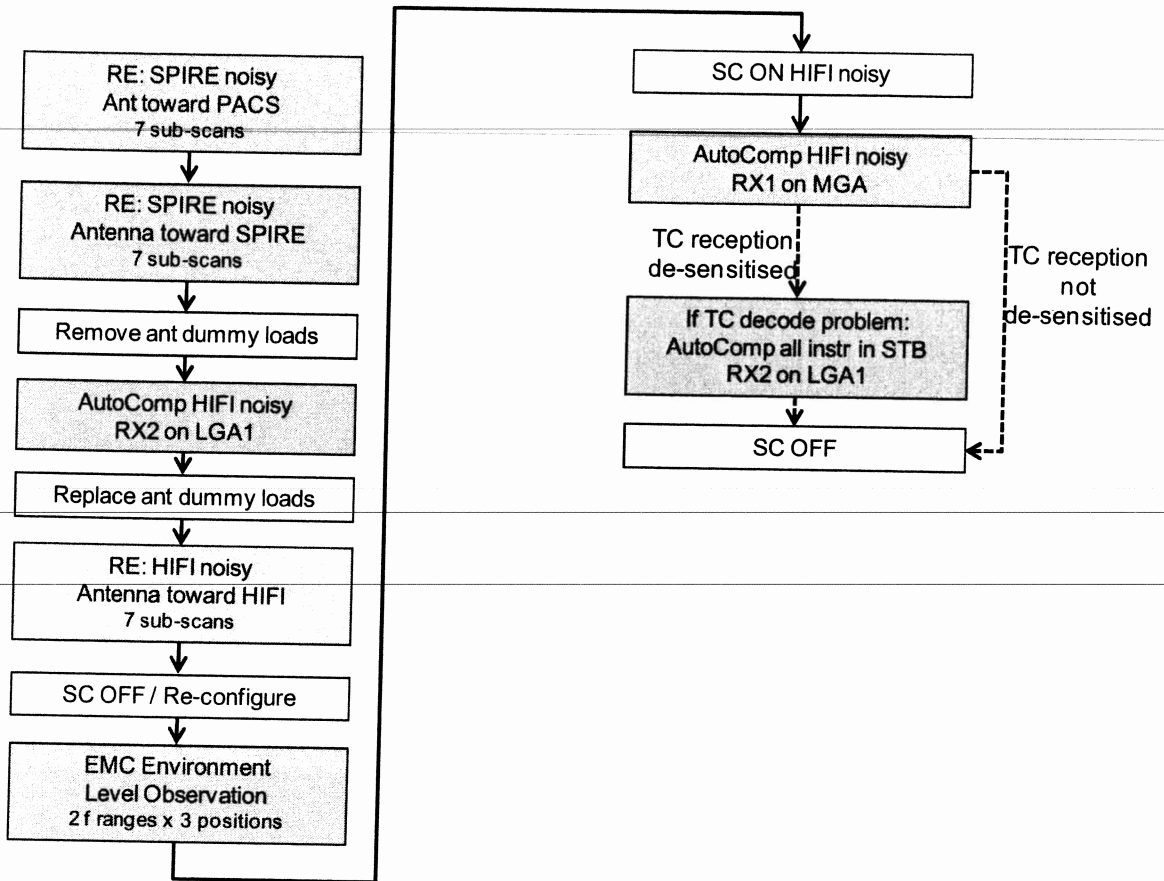 RE: SPIRE noisy
Ant toward PACS
7 sub-scans
RE: SPIRE noisy
Antenna toward SPIRE
7 sub-scans
Remove ant dummy loads
AutoComp HIFI noisy
RX2 on LGA1
Replace ant dummy loads
RE: HIFI noisy
Antenna toward HIFI
7 sub-scans
SC OFF / Re-configure
EMC Environment
Level Observation
2 f ranges x 3 positions
SC ON HIFI noisy
AutoComp HIFI noisy
RX1 on MGA
TC reception
de-sensitised
TC reception
not
de-sensitised
If TC decode problem:
AutoComp all instr in STB
RX2 on LGA1
SC OFF